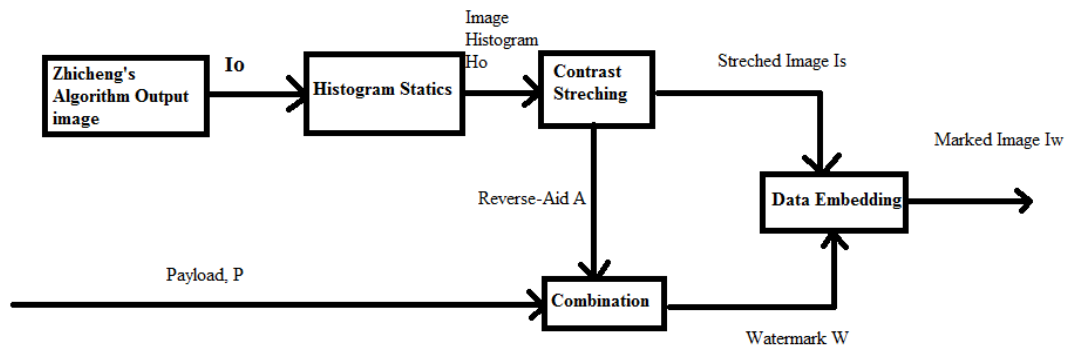 Image
Histogram
Ho
Zhicheng's
Algorithm Output
image
Io
Histogram Statics
Contrast
Streching
Streched Image Is
Marked Image Iw
Reverse-Aid A
Data Embedding
Payload, P
Combination
Watermark W